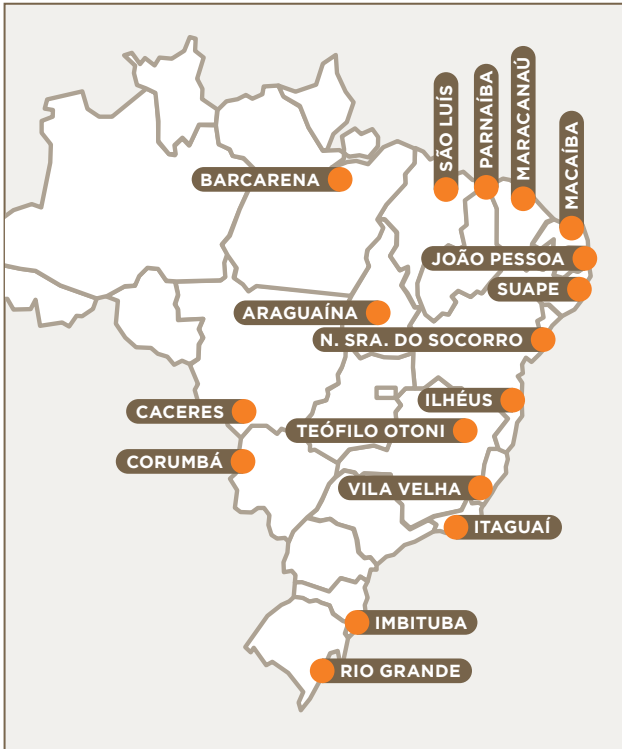 SÃO LUÍS
PARNAÍBA
MARACANAÚ
MACAÍBA
BARCARENA
JOÃO PESSOA
SUAPE
ARAGUAÍNA
N. SRA. DO SOCORRO
ILHÉUS
CACERES
TEÓFILO OTONI
CORUMBÁ
VILA VELHA
ITAGUAÍ
IMBITUBA
RIO GRANDE